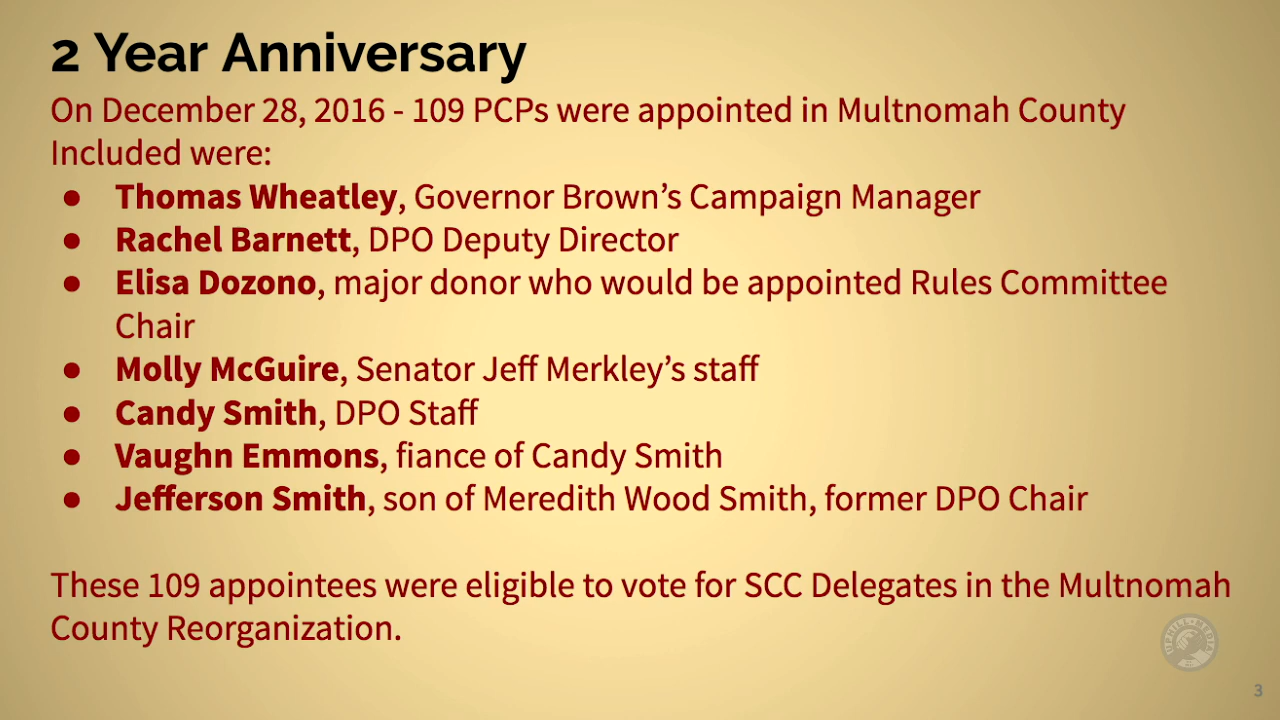 2 Year Anniversary
On December 28, 2016 - 109 PCPs were appointed in Multnomah County
Included were:
● Thomas Wheatley, Governor Brown’s Campaign Manager
● Rachel Barnett, DPO Deputy Director
● Elisa Dozono, major donor who would be appointed Rules Committee
Chair
● Molly McGuire, Senator Jeff Merkley’s staff
● Candy Smith, DPO Staff
● Vaughn Emmons, fiance of Candy Smith
● Jefferson Smith, son of Meredith Wood Smith, former DPO Chair
These 109 appointees were eligible to vote for SCC Delegates in the Multnomah
County Reorganization.
UPHILL MEDIA
3